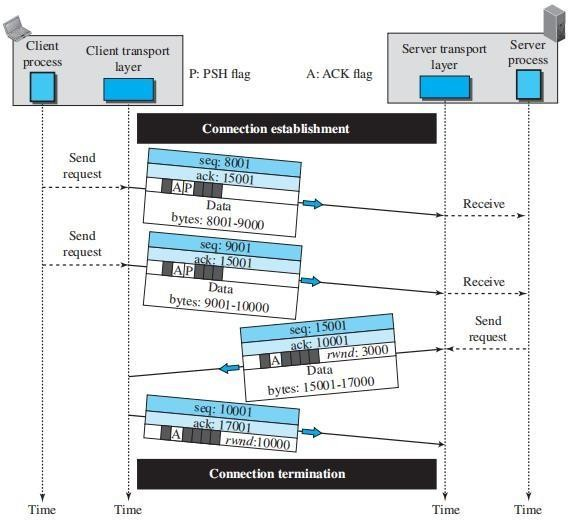 Client
process
Client transport
layer
P: PSH flag
A: ACK flag
Server transport
layer
Server
process
Connection establishment
Send
request
seq: 8001
ack: 15001
A P
Data
bytes: 8001-9000
Receive
Send
request
seq: 9001
ack: 15001
A P
Data
bytes: 9001-10000
Receive
Send
request
seq: 15001
ack: 10001
A
rwnd: 3000
Data
bytes: 15001-17000
seq: 10001
ack: 17001
A
rwnd:10000
Connection termination
Time
Time
Time
Time